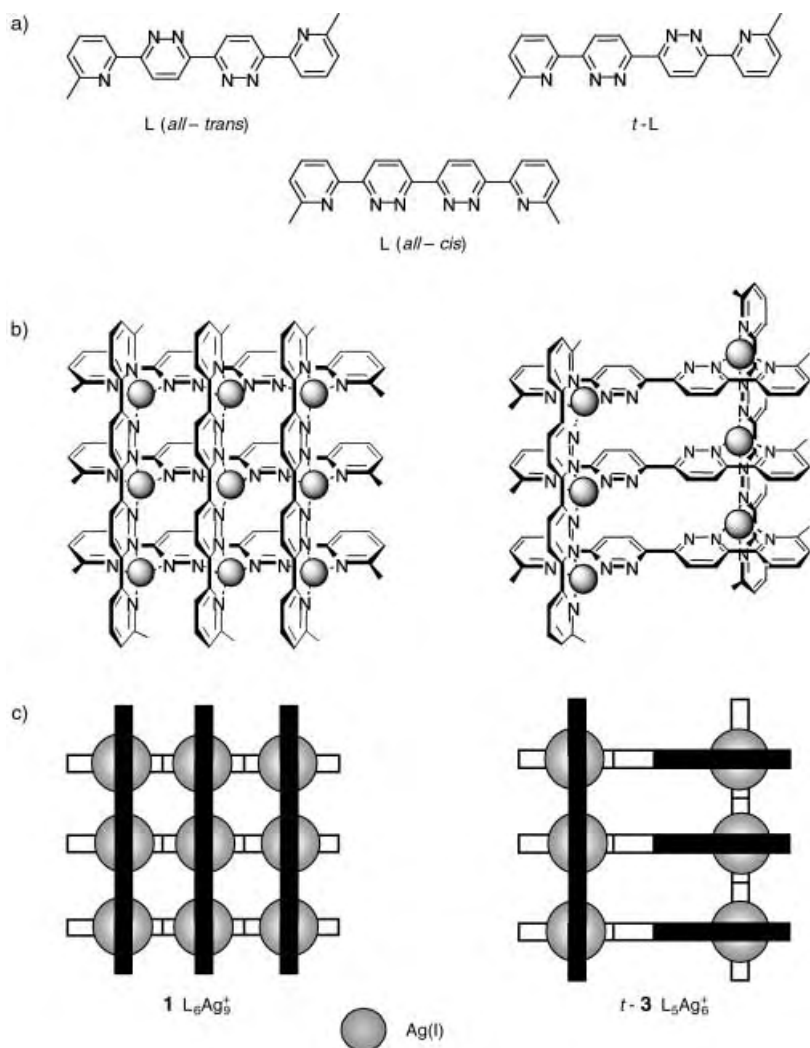 a)
L (all – trans)
t - L
L (all – cis)
b)
c)
1 L₆Ag₉⁺
t - 3 L₅Ag₆⁺
Ag(I)